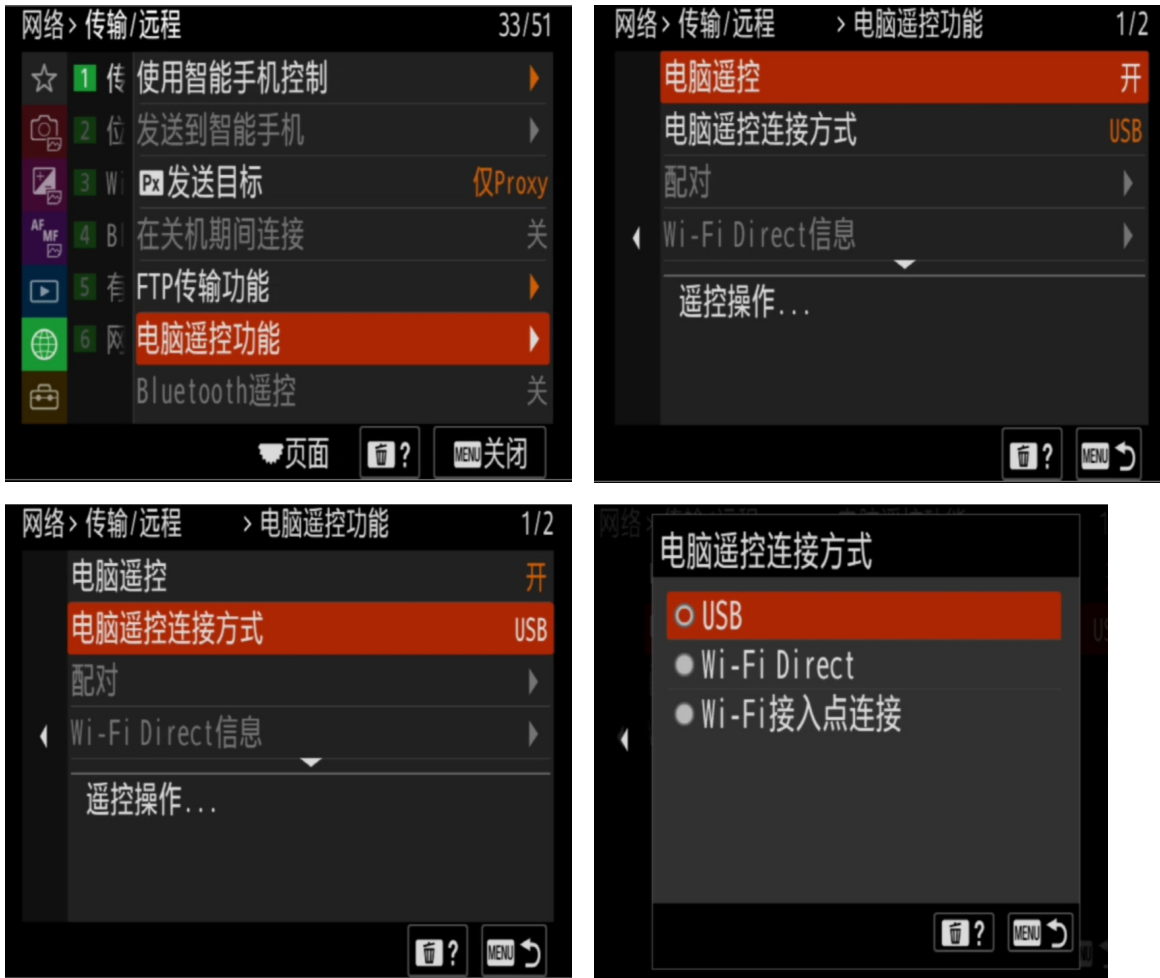 网络>传输/远程 33/51
1 传 使用智能手机控制
2 位 发送到智能手机
3 Wi Px发送目标 仅Proxy
4 Bl 在关机期间连接 关
5 有 FTP传输功能
6 网 电脑遥控功能
Bluetooth遥控 关
AF MF
页面 ? MENU关闭
网络>传输/远程 >电脑遥控功能 1/2
电脑遥控 开
电脑遥控连接方式 USB
配对
Wi-Fi Direct信息
遥控操作...
? MENU
网络>传输/远程 >电脑遥控功能 1/2
电脑遥控 开
电脑遥控连接方式 USB
配对
Wi-Fi Direct信息
遥控操作...
? MENU
电脑遥控连接方式
USB
Wi-Fi Direct
Wi-Fi接入点连接
? MENU